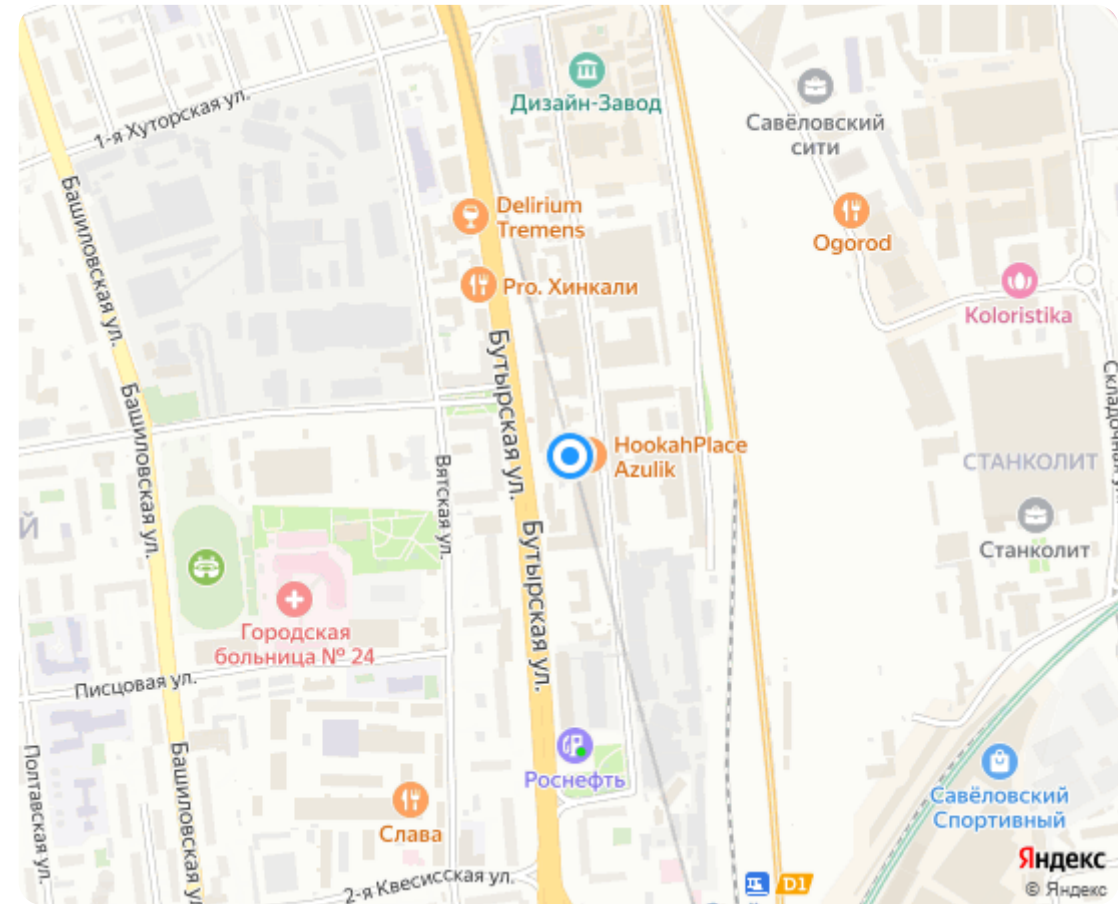 Дизайн-Завод
Савёловский
сити
1-я Хуторская ул.
Delirium
Tremens
Ogorod
Башиловская ул.
Pro. Хинкали
Koloristika
Бутырская ул.
Складочная ул.
Башиловская ул.
HookahPlace
Azulik
СТАНКОЛИТ
Вятская ул.
Й
Станколит
Бутырская ул.
Городская
больница № 24
Писцовая ул.
Полтавская ул.
Башиловская ул.
Роснефть
Слава
Савёловский
Спортивный
2-я Квесисская ул.
D1
Яндекс
© Яндекс